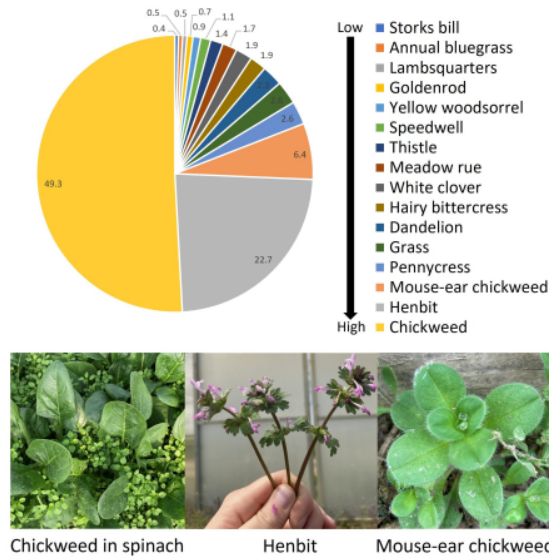 0.4
0.5
0.5
0.7
0.9
1.1
1.4
1.7
1.9
1.9
2.6
6.4
22.7
49.3
Low
High
Storks bill
Annual bluegrass
Lambsquarters
Goldenrod
Yellow woodsorrel
Speedwell
Thistle
Meadow rue
White clover
Hairy bittercress
Dandelion
Grass
Pennycress
Mouse-ear chickweed
Henbit
Chickweed
Chickweed in spinach
Henbit
Mouse-ear chickweed